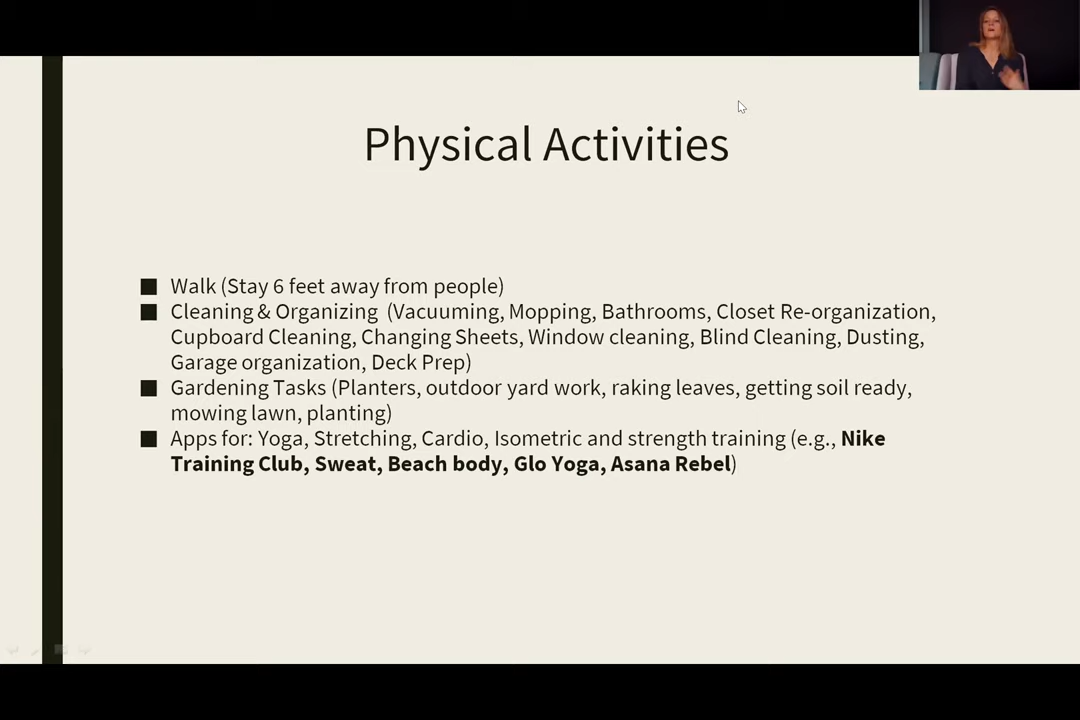 Physical Activities
Walk (Stay 6 feet away from people)
Cleaning & Organizing (Vacuuming, Mopping, Bathrooms, Closet Re-organization,
Cupboard Cleaning, Changing Sheets, Window cleaning, Blind Cleaning, Dusting,
Garage organization, Deck Prep)
Gardening Tasks (Planters, outdoor yard work, raking leaves, getting soil ready,
mowing lawn, planting)
Apps for: Yoga, Stretching, Cardio, Isometric and strength training (e.g., Nike
Training Club, Sweat, Beach body, Glo Yoga, Asana Rebel)